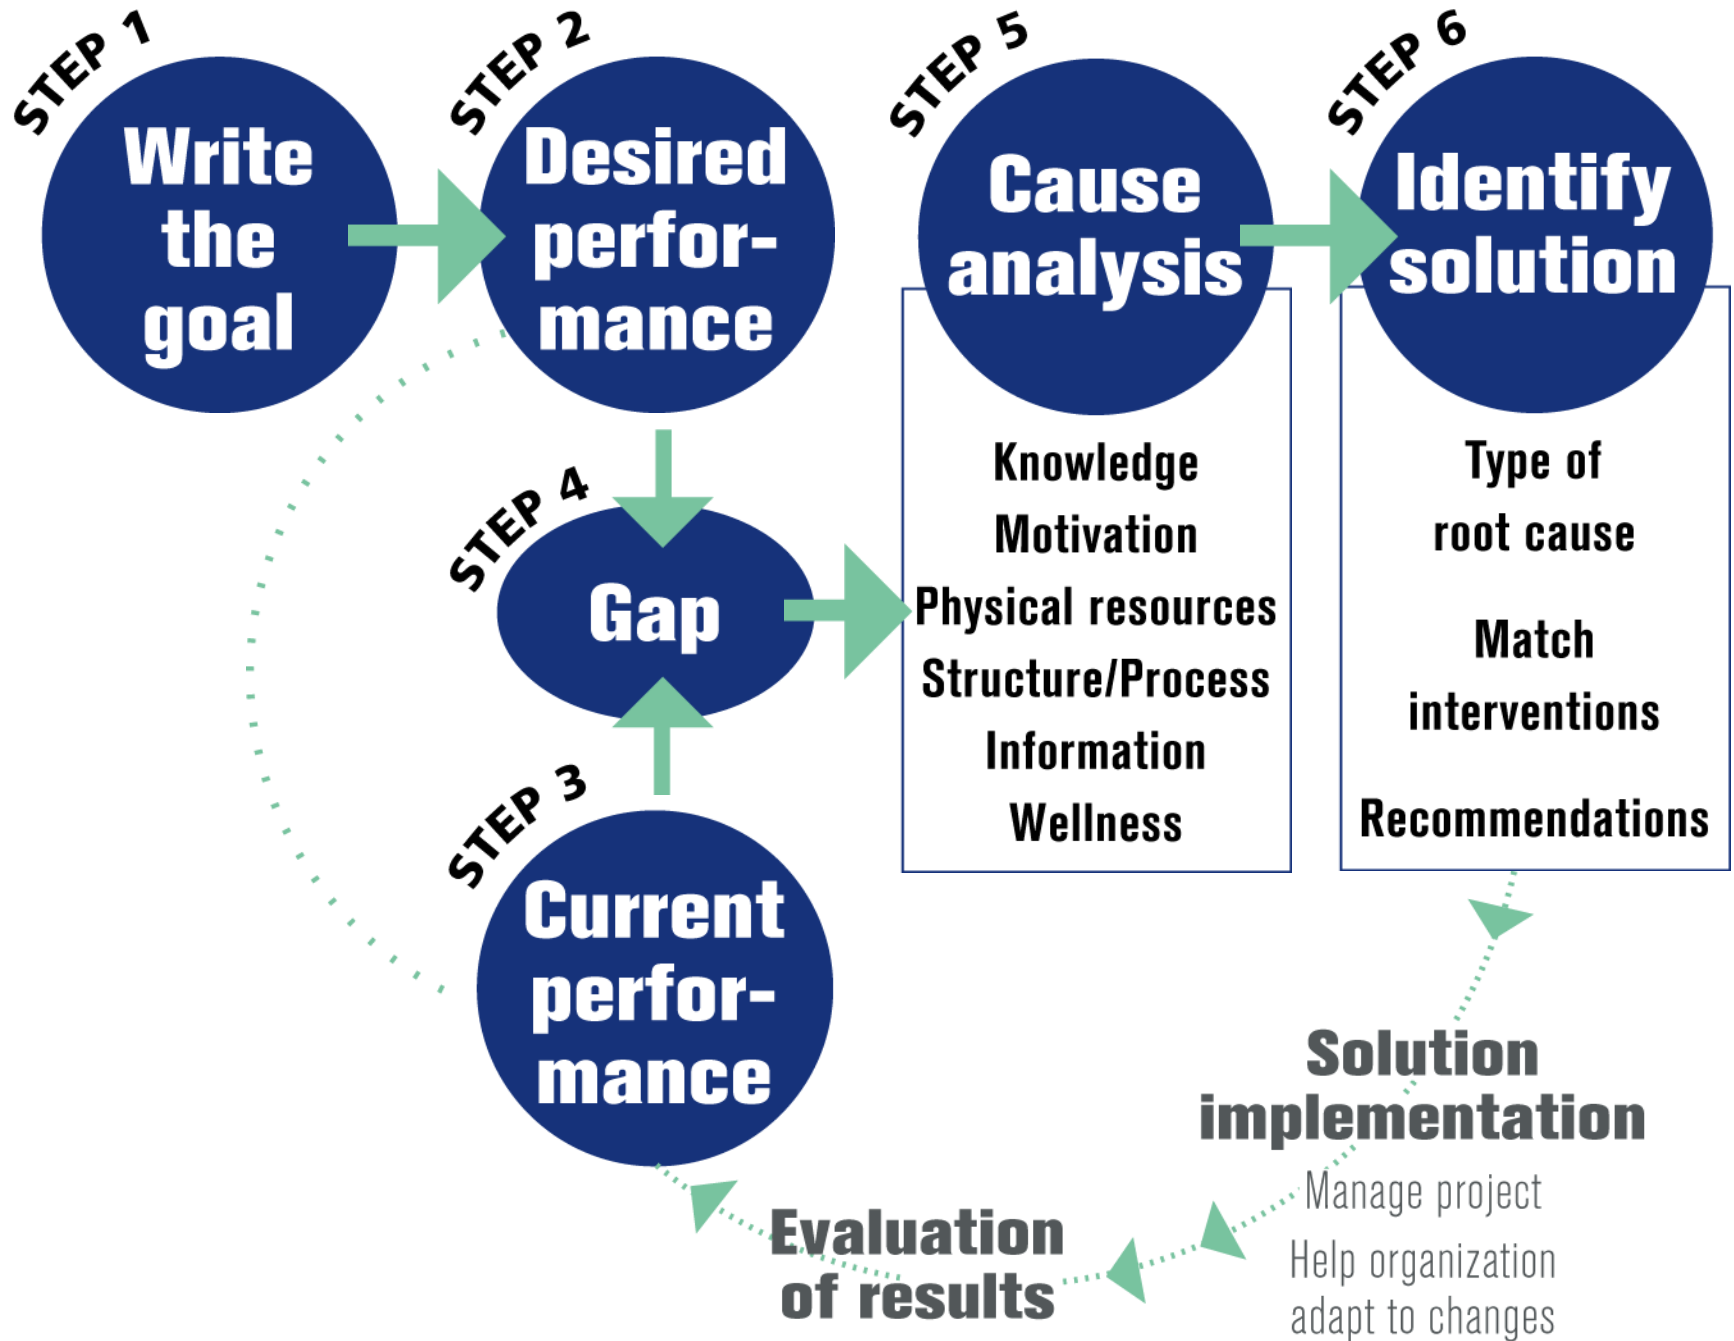 STEP 1
Write
the
goal
STEP 2
Desired
perfor-
mance
STEP 3
Current
perfor-
mance
STEP 4
Gap
STEP 5
Cause
analysis
Knowledge
Motivation
Physical resources
Structure/Process
Information
Wellness
STEP 6
Identify
solution
Type of
root cause
Match
interventions
Recommendations
Solution
implementation
Manage project
Help organization
adapt to changes
Evaluation
of results